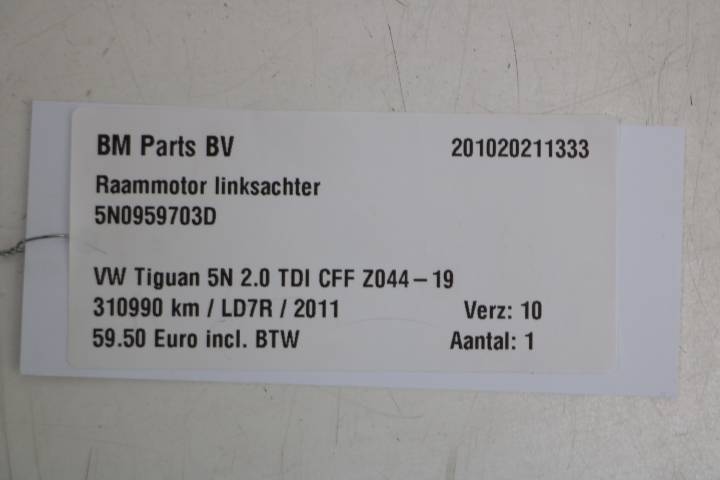 BM Parts BV 201020211333
Raammotor linksachter
5N0959703D
VW Tiguan 5N 2.0 TDI CFF Z044-19
310990 km / LD7R / 2011 Verz: 10
59.50 Euro incl. BTW Aantal: 1